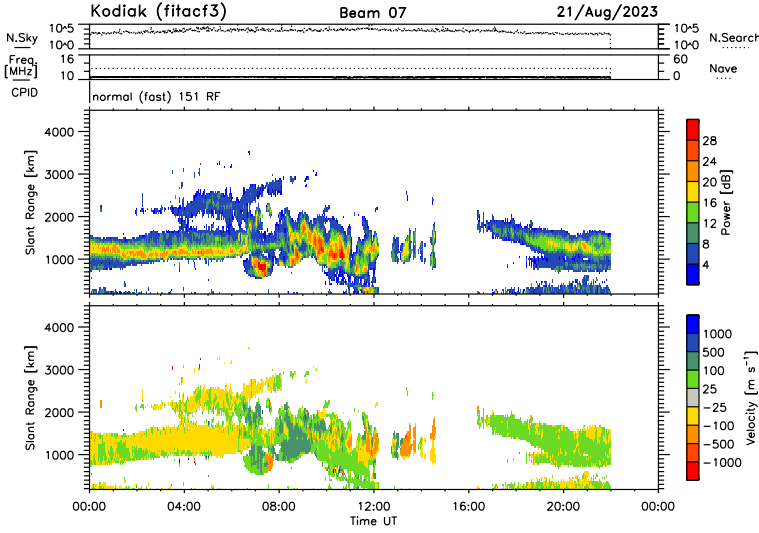 Kodiak (fitacf3) Beam 07 21/Aug/2023
N.Sky 10^5 10^0 10^5 10^0 N.Search
Freq. [MHz] 16 10 60 0 Nave
CPID normal (fast) 151 RF
Slant Range [km] 4000 3000 2000 1000
28 24 20 16 12 8 4 Power [dB]
Slant Range [km] 4000 3000 2000 1000
1000 500 100 25 −25 −100 −500 −1000 Velocity [m s⁻¹]
00:00 04:00 08:00 12:00 16:00 20:00 00:00
Time UT